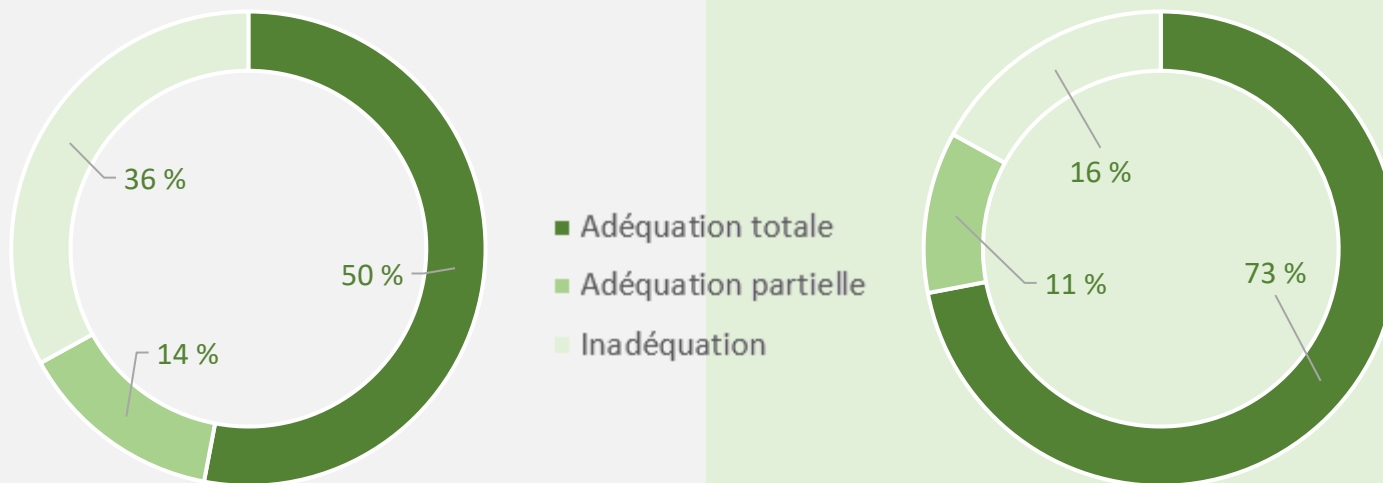 36 %
50 %
14 %
Adéquation totale
Adéquation partielle
Inadéquation
16 %
11 %
73 %